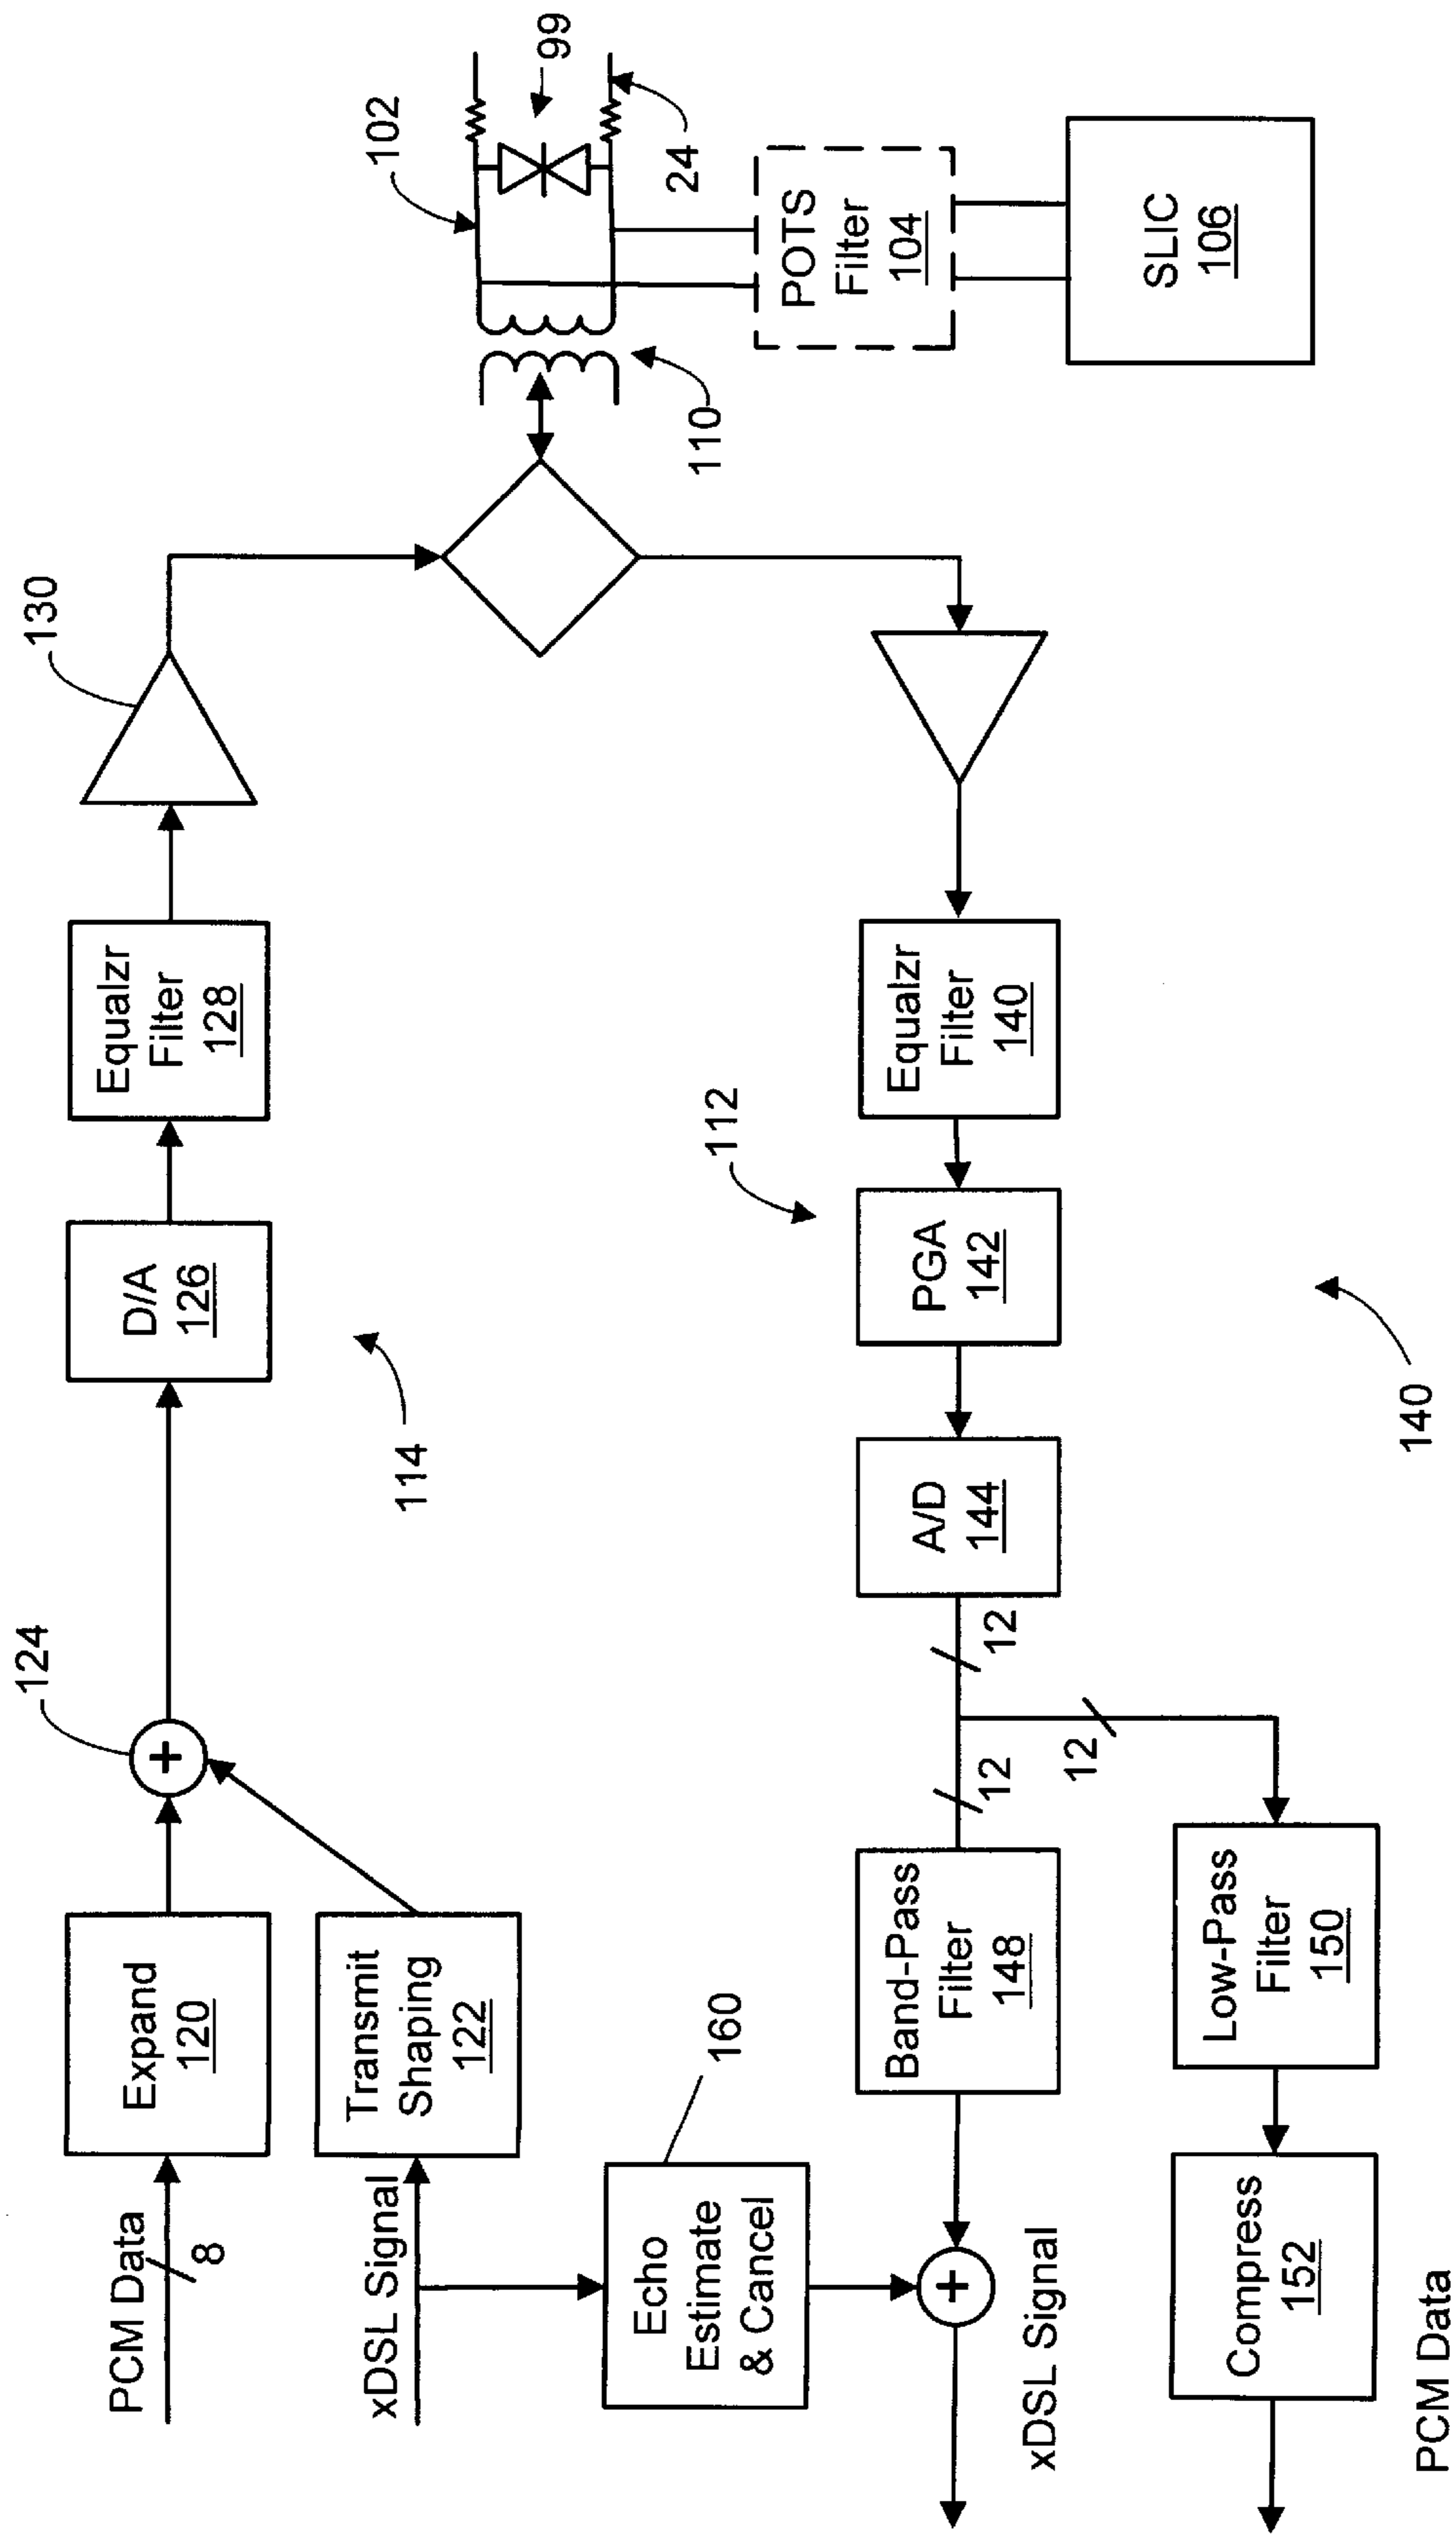 PCM Data
8
Expand
120
124
D/A
126
Equalzr
Filter
128
130
xDSL Signal
Transmit
Shaping
122
114
102
99
24
110
POTS
Filter
104
SLIC
106
Echo
Estimate
& Cancel
160
112
xDSL Signal
Band-Pass
Filter
148
12
12
12
A/D
144
PGA
142
Equalzr
Filter
140
PCM Data
Compress
152
Low-Pass
Filter
150
140